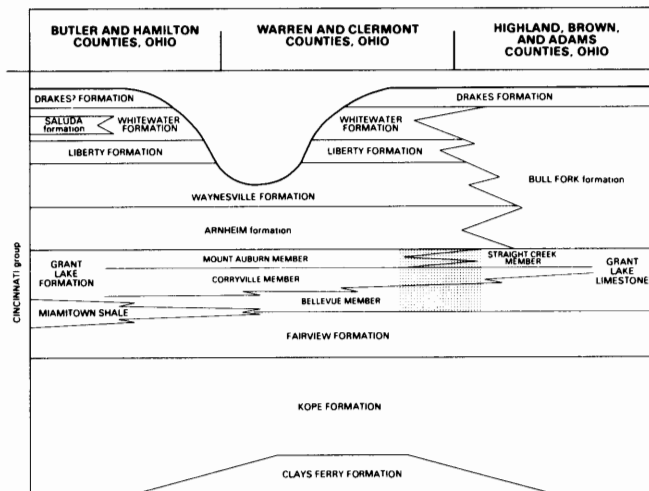 BUTLER AND HAMILTON
COUNTIES, OHIO
WARREN AND CLERMONT
COUNTIES, OHIO
HIGHLAND, BROWN,
AND ADAMS
COUNTIES, OHIO
DRAKES? FORMATION
DRAKES FORMATION
SALUDA
formation
WHITEWATER
FORMATION
WHITEWATER
FORMATION
LIBERTY FORMATION
LIBERTY FORMATION
BULL FORK formation
WAYNESVILLE FORMATION
ARNHEIM formation
CINCINNATI group
GRANT
LAKE
FORMATION
MOUNT AUBURN MEMBER
STRAIGHT CREEK
MEMBER
GRANT
LAKE
LIMESTONE
CORRYVILLE MEMBER
BELLEVUE MEMBER
MIAMITOWN SHALE
FAIRVIEW FORMATION
KOPE FORMATION
CLAYS FERRY FORMATION